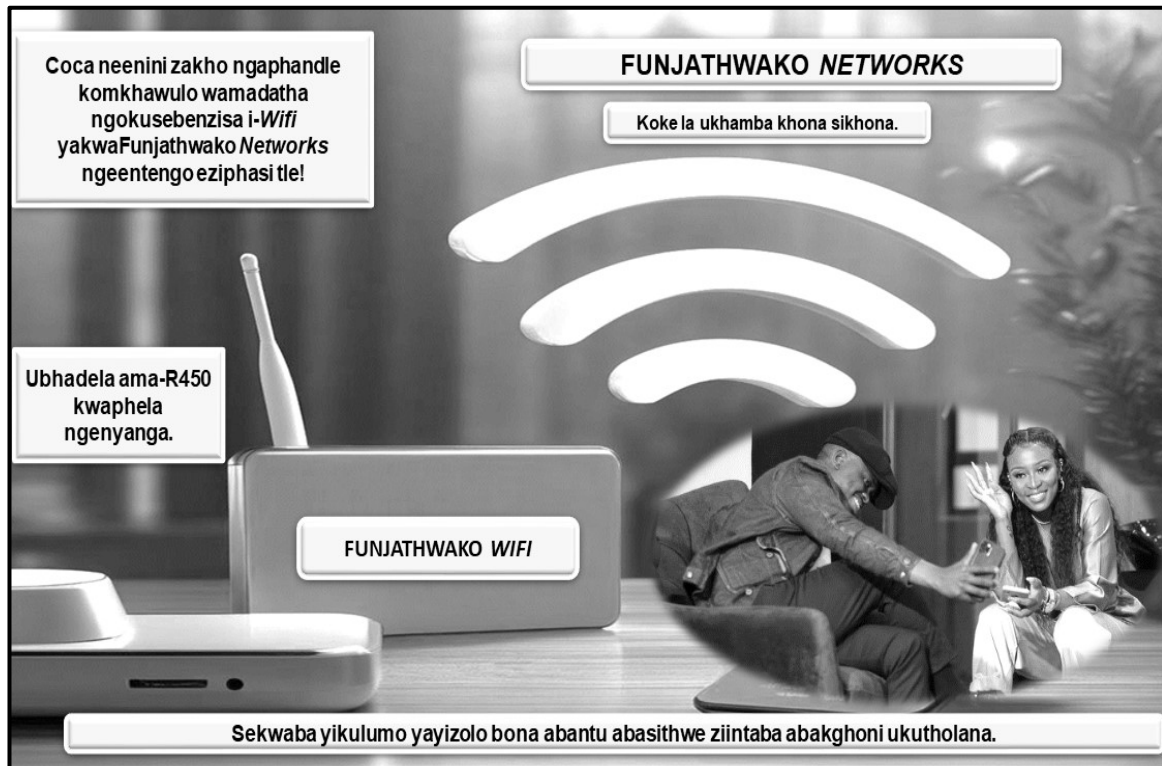 Coca neenini zakho ngaphandle
komkhawulo wamadatha
ngokusebenzisa i-Wifi
yakwaFunjathwako Networks
ngeentengo eziphasi tle!
FUNJATHWAKO NETWORKS
Koke la ukhamba khona sikhona.
Ubhadela ama-R450
kwaphela
ngenyanga.
FUNJATHWAKO WIFI
Sekwaba yikulumo yayizolo bona abantu abasithwe ziintaba abakghoni ukutholana.